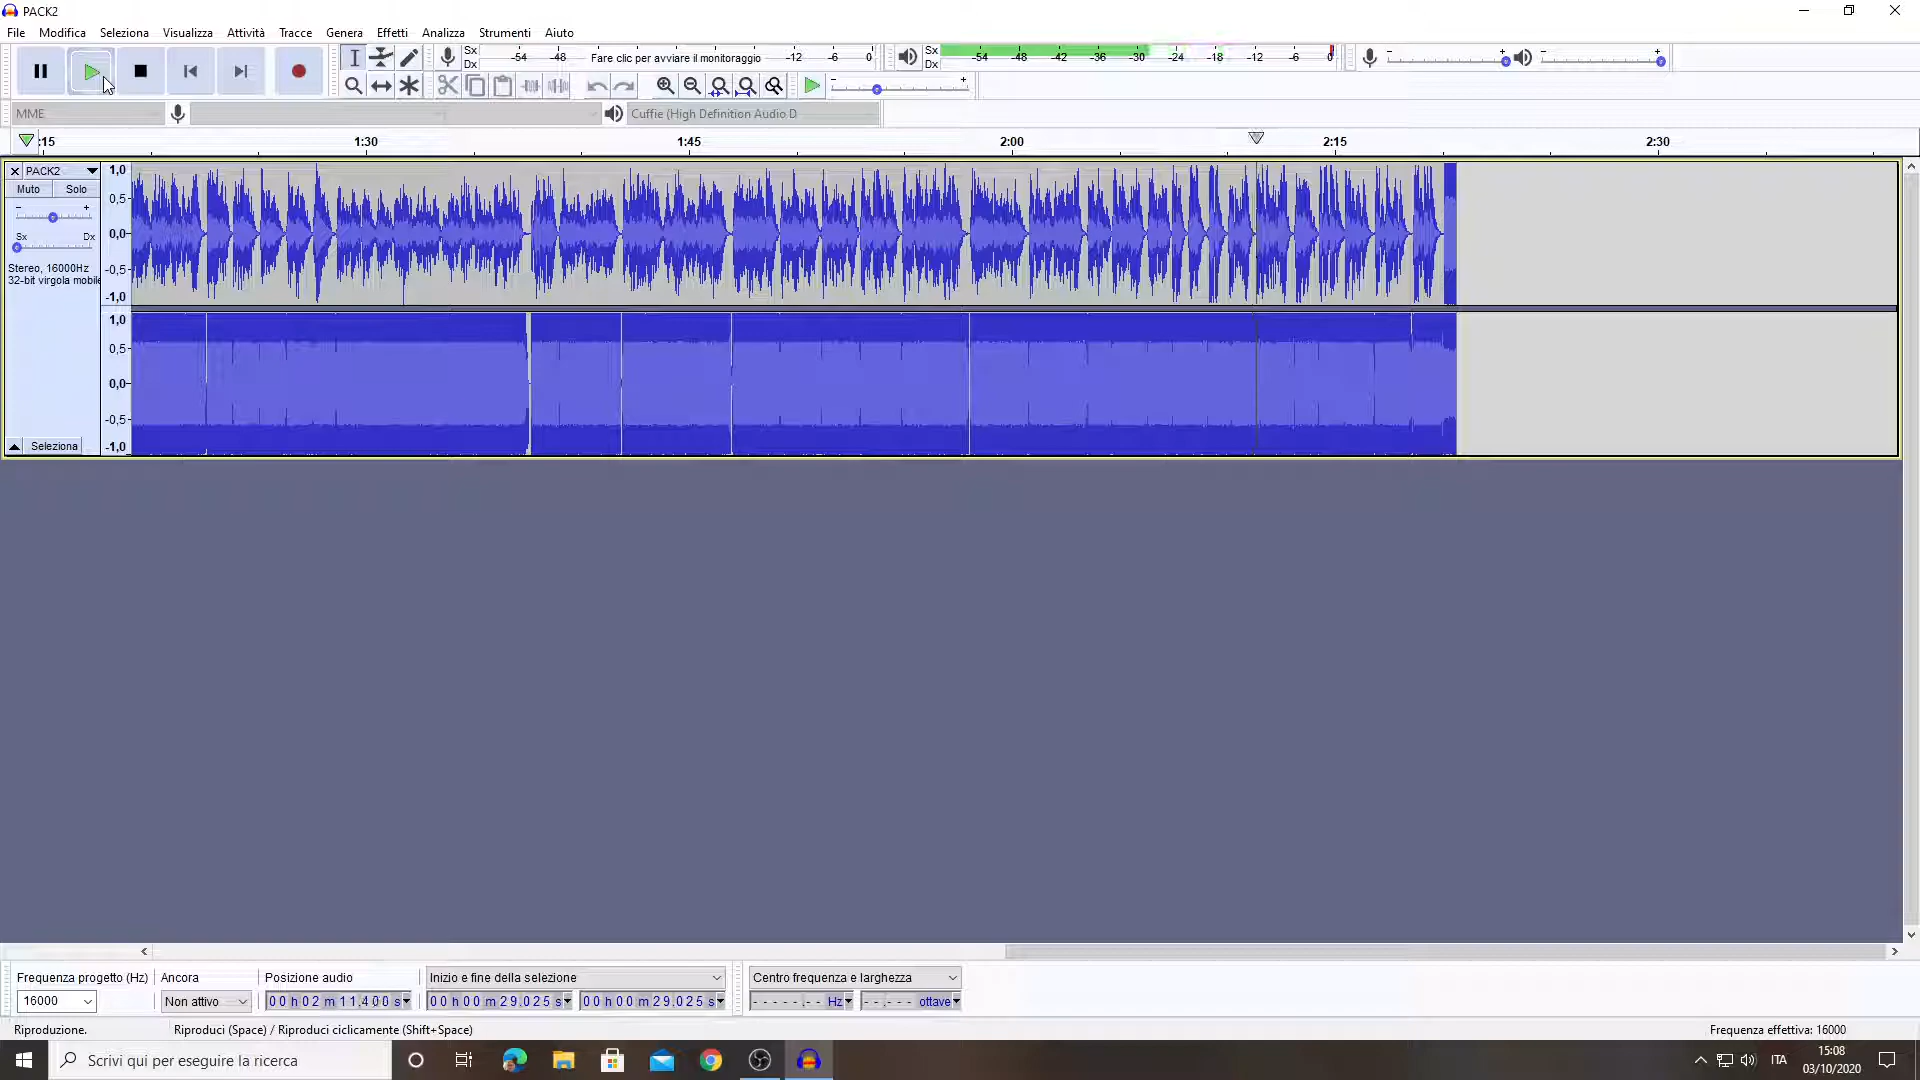 PACK2
File Modifica Seleziona Visualizza Attività Tracce Genera Effetti Analizza Strumenti Aiuto
Sx -54 -48 Fare clic per avviare il monitoraggio -12 -6 0 Sx -54 -48 -42 -36 -30 -24 -18 -12 -6 0
Dx Dx
- + - + - +
MME Cuffie (High Definition Audio D
:15 1:30 1:45 2:00 2:15 2:30
PACK2
Muto Solo
- +
Sx Dx
Stereo, 16000Hz
32-bit virgola mobile
1,0
0,5
0,0
-0,5
-1,0
1,0
0,5
0,0
-0,5
-1,0
Seleziona
Frequenza progetto (Hz) Ancora Posizione audio Inizio e fine della selezione Centro frequenza e larghezza
16000 Non attivo 00 h 02 m 11.400 s 00 h 00 m 29.025 s 00 h 00 m 29.025 s -----.-- Hz --.--- ottave
Riproduzione. Riproduci (Space) / Riproduci ciclicamente (Shift+Space) Frequenza effettiva: 16000
Scrivi qui per eseguire la ricerca ITA 15:08
03/10/2020